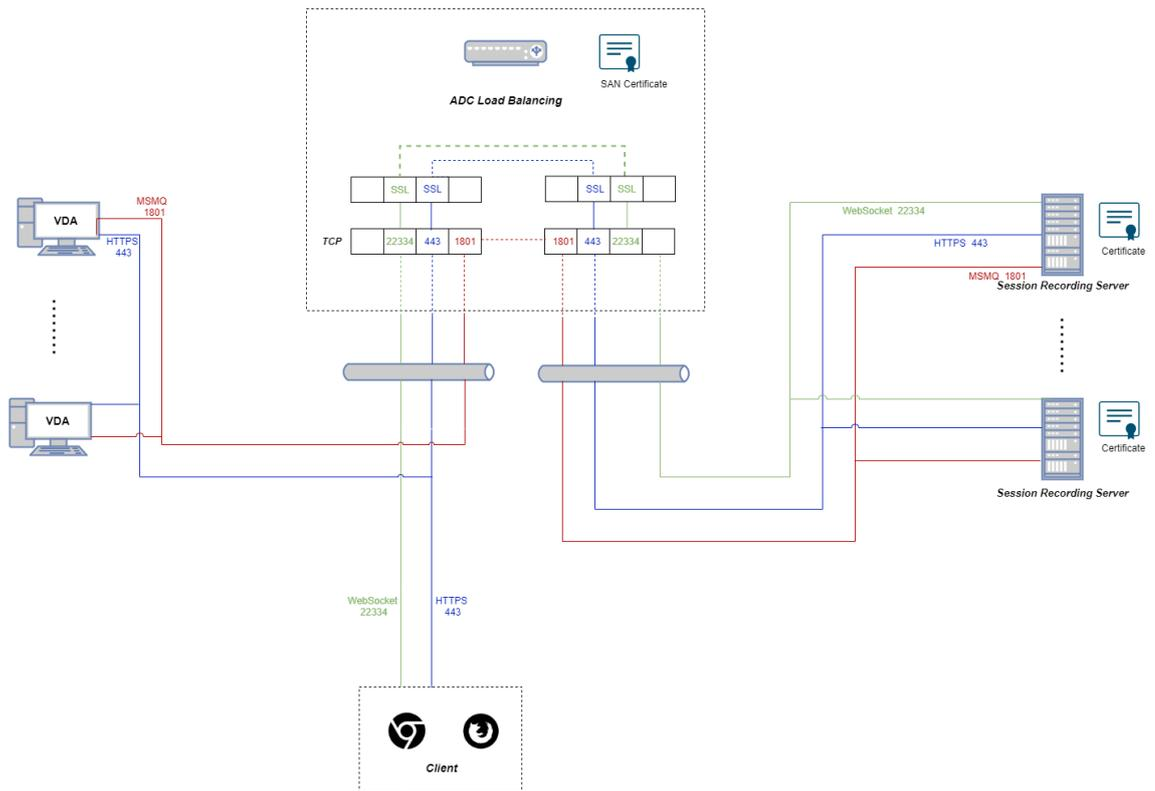 SAN Certificate
ADC Load Balancing
SSL SSL
SSL SSL
TCP
22334 443 1801
1801 443 22334
VDA
MSMQ
1801
HTTPS
443
VDA
WebSocket 22334
HTTPS 443
MSMQ 1801
Certificate
Session Recording Server
Certificate
Session Recording Server
WebSocket
22334
HTTPS
443
Client